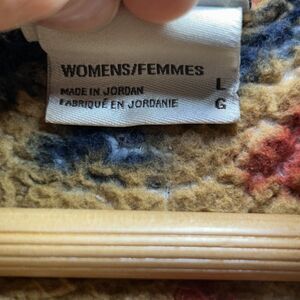 WOMENS/FEMMES
MADE IN JORDAN L
FABRIQUÉ EN JORDANIE G